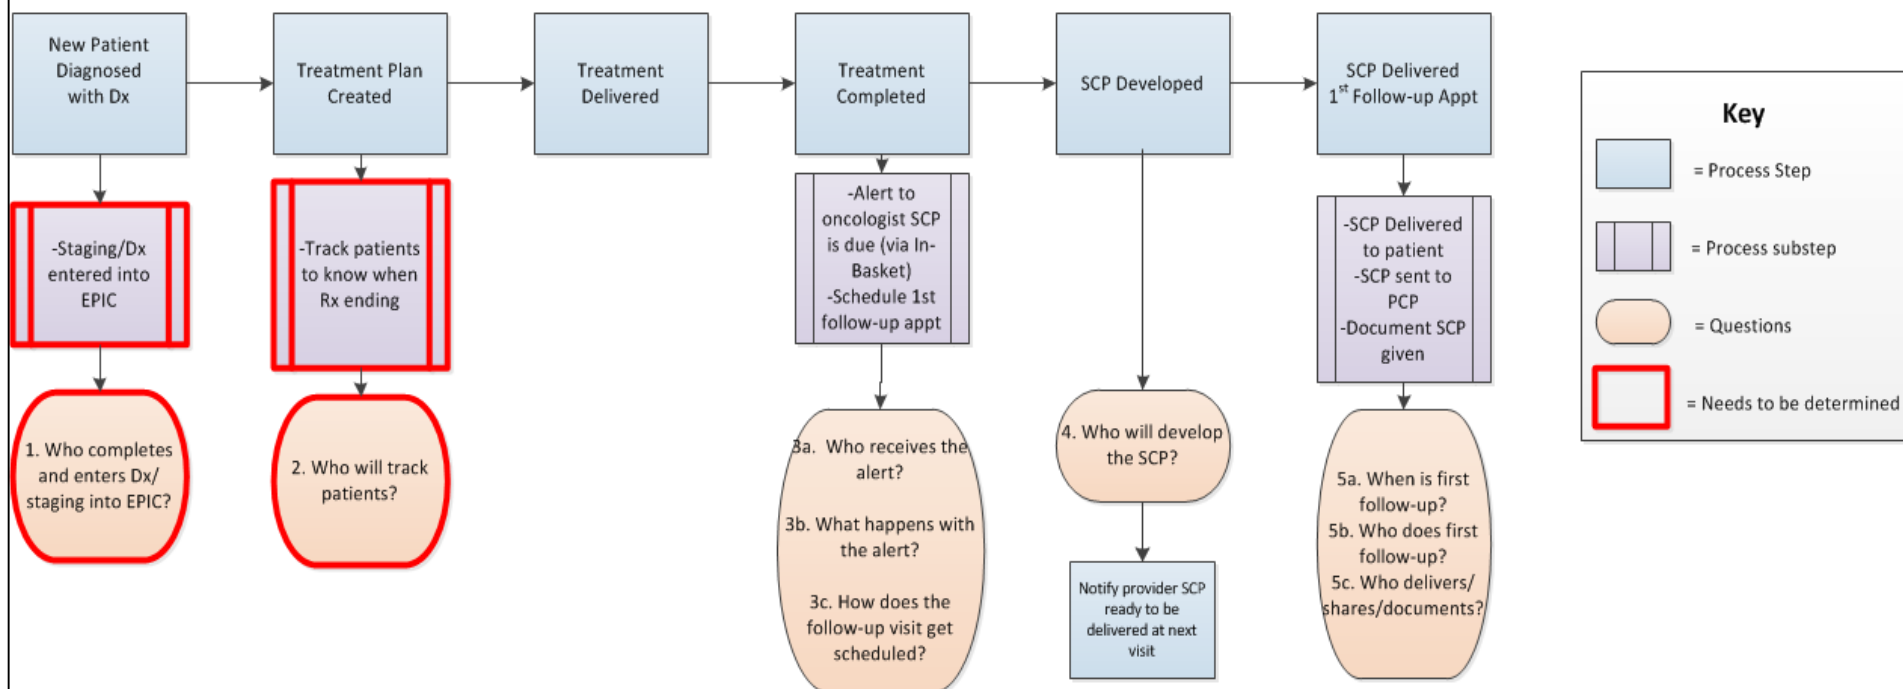 New Patient
Diagnosed
with Dx
Treatment Plan
Created
Treatment
Delivered
Treatment
Completed
SCP Developed
SCP Delivered
1st Follow-up Appt
-Staging/Dx
entered into
EPIC
-Track patients
to know when
Rx ending
-Alert to
oncologist SCP
is due (via In-
Basket)
-Schedule 1st
follow-up appt
-SCP Delivered
to patient
-SCP sent to
PCP
-Document SCP
given
1. Who completes
and enters Dx/
staging into EPIC?
2. Who will track
patients?
3a. Who receives the
alert?
3b. What happens with
the alert?
3c. How does the
follow-up visit get
scheduled?
4. Who will develop
the SCP?
Notify provider SCP
ready to be
delivered at next
visit
5a. When is first
follow-up?
5b. Who does first
follow-up?
5c. Who delivers/
shares/documents?
Key
= Process Step
= Process substep
= Questions
= Needs to be determined